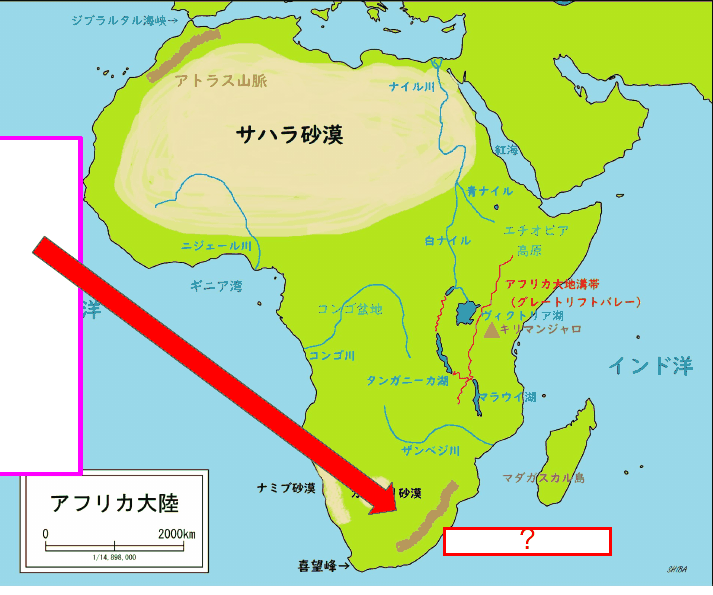 ジブラルタル海峡→
アトラス山脈
ナイル川
サハラ砂漠
紅海
青ナイル
エチオピア
高原
白ナイル
ニジェール川
ギニア湾
アフリカ大地溝帯
(グレートリフトバレー)
洋
コンゴ盆地
ヴィクトリア湖
キリマンジャロ
コンゴ川
インド洋
タンガニーカ湖
マラウイ湖
ザンベジ川
マダガスカル島
ナミブ砂漠
砂漠
アフリカ大陸
0
2000km
1/14,898,000
?
喜望峰→
SHIBA